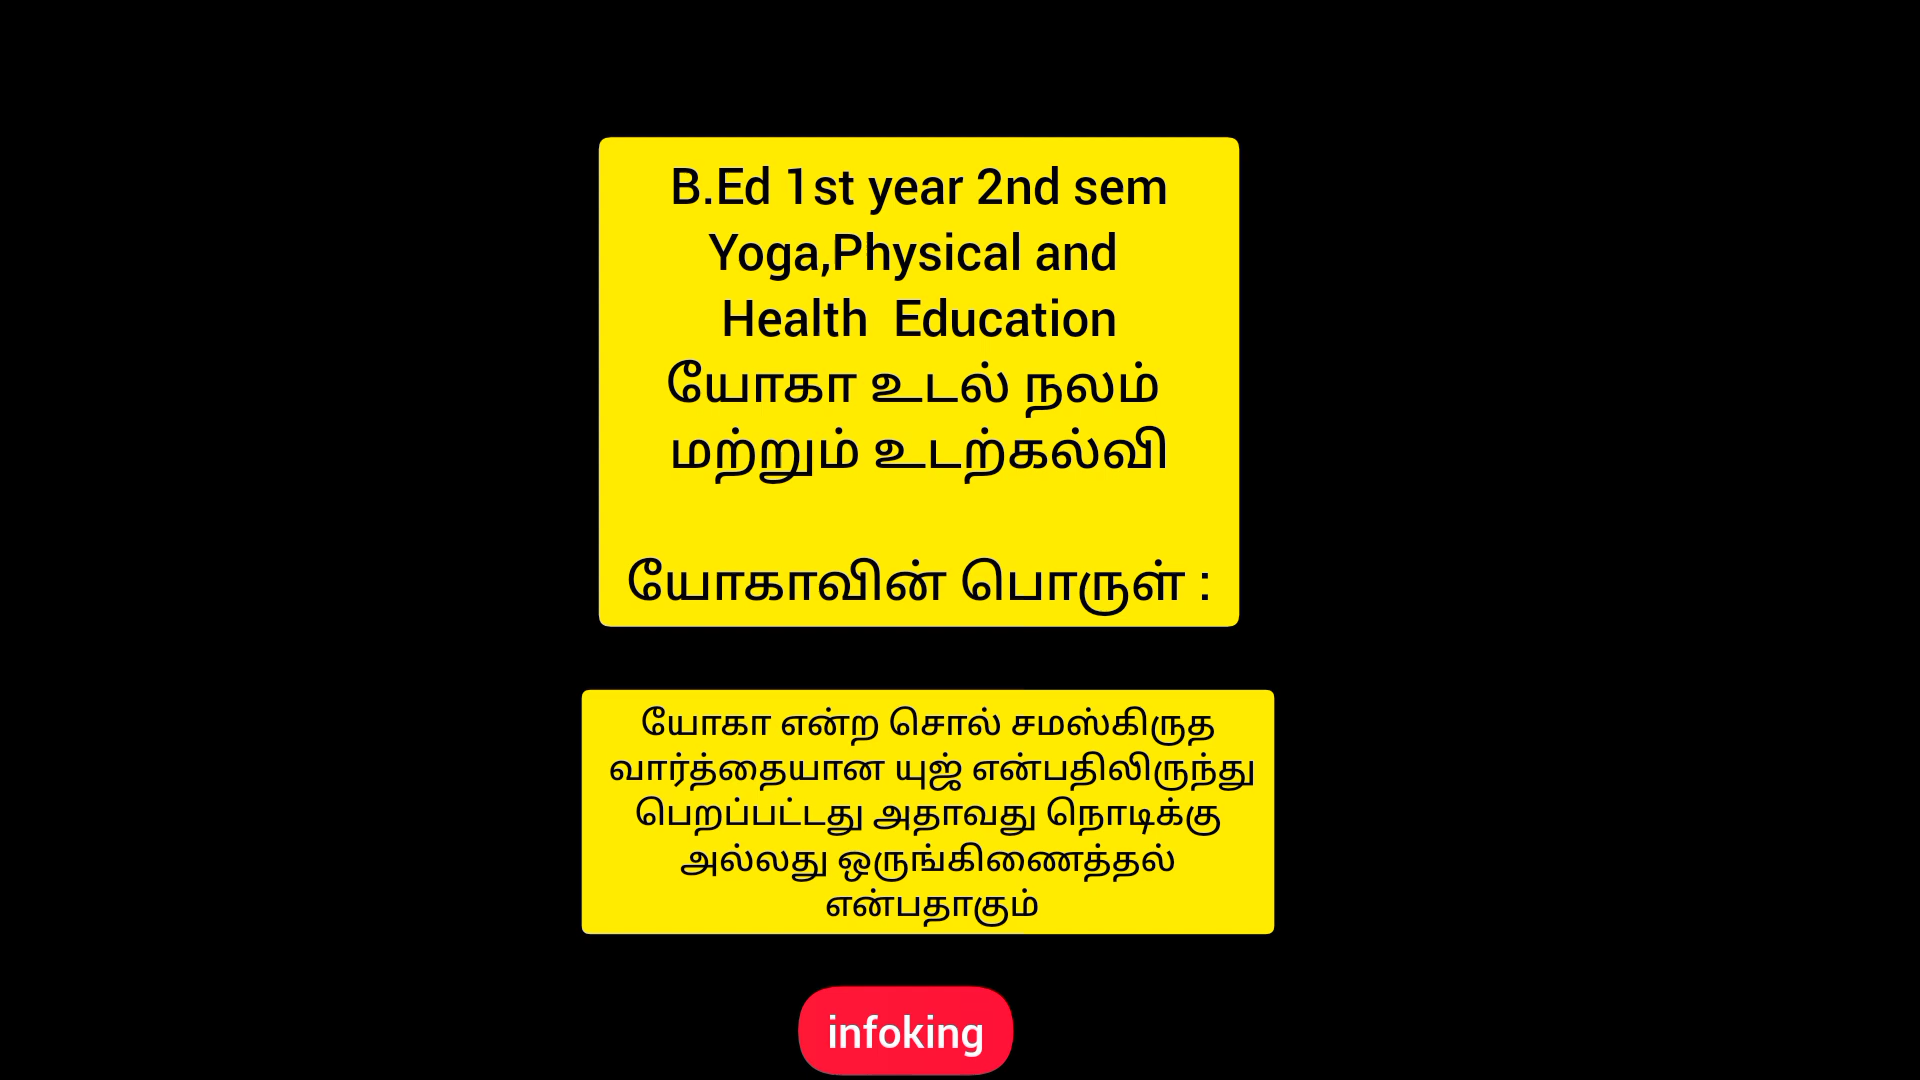 B.Ed 1st year 2nd sem
Yoga,Physical and
Health  Education
யோகா உடல் நலம்
மற்றும் உடற்கல்வி
யோகாவின் பொருள் :
யோகா என்ற சொல் சமஸ்கிருத
வார்த்தையான யுஜ் என்பதிலிருந்து
பெறப்பட்டது அதாவது நொடிக்கு
அல்லது ஒருங்கிணைத்தல்
என்பதாகும்
infoking